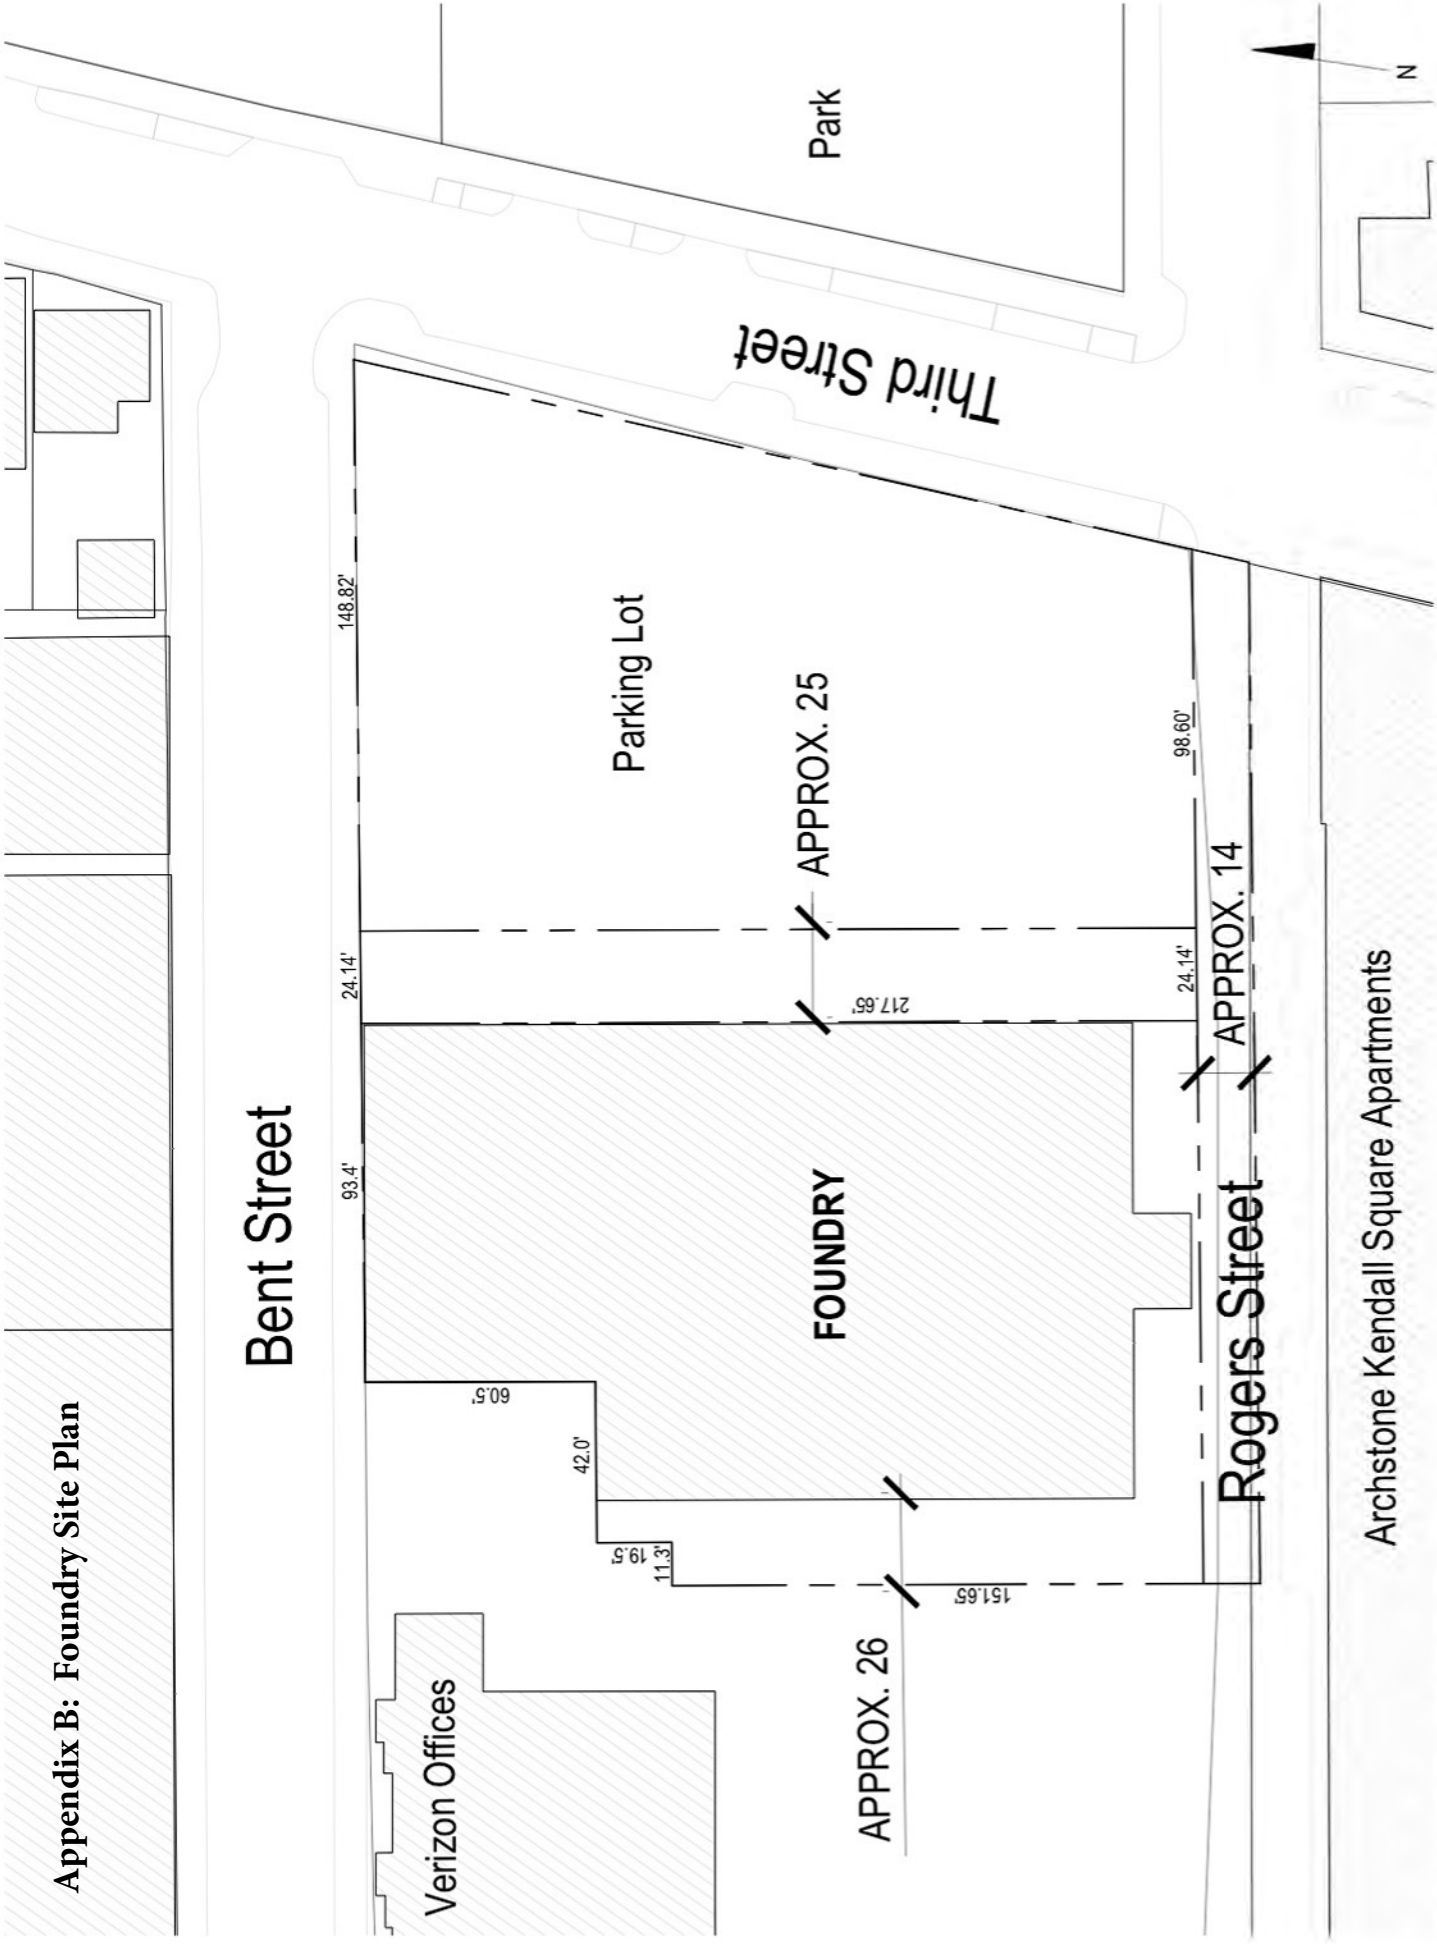 Appendix B: Foundry Site Plan
Bent Street
Third Street
Park
N
148.82'
Parking Lot
APPROX. 25
98.60'
24.14'
24.14'
217.65'
APPROX. 14
93.4'
FOUNDRY
Rogers Street
60.5'
42.0'
19.5'
11.3'
151.65'
Verizon Offices
APPROX. 26
Archstone Kendall Square Apartments